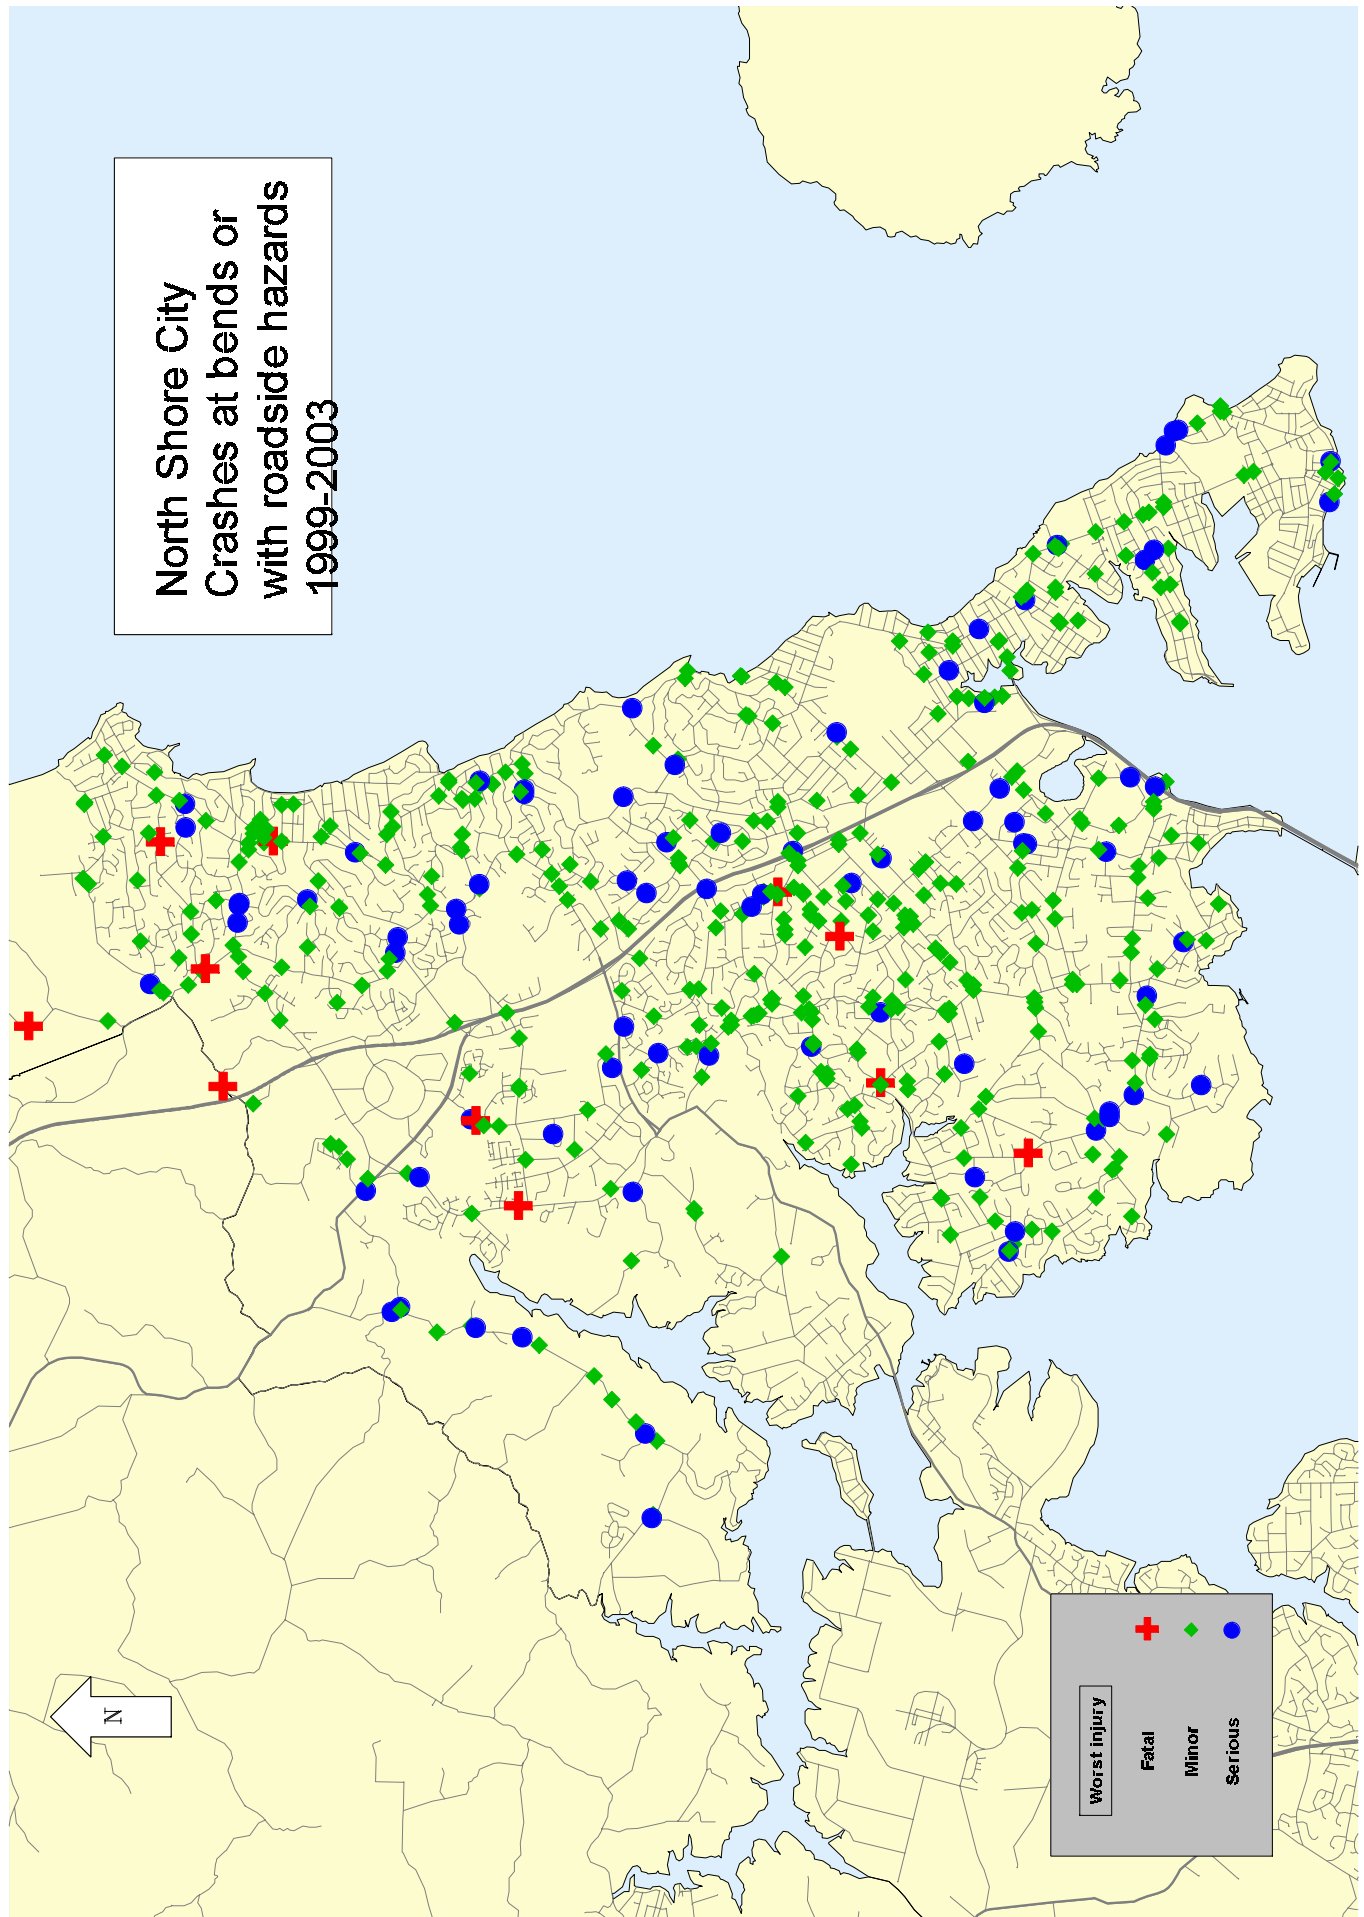 North Shore City
Crashes at bends or
with roadside hazards
1999-2003
N
Worst injury
Fatal
Minor
Serious